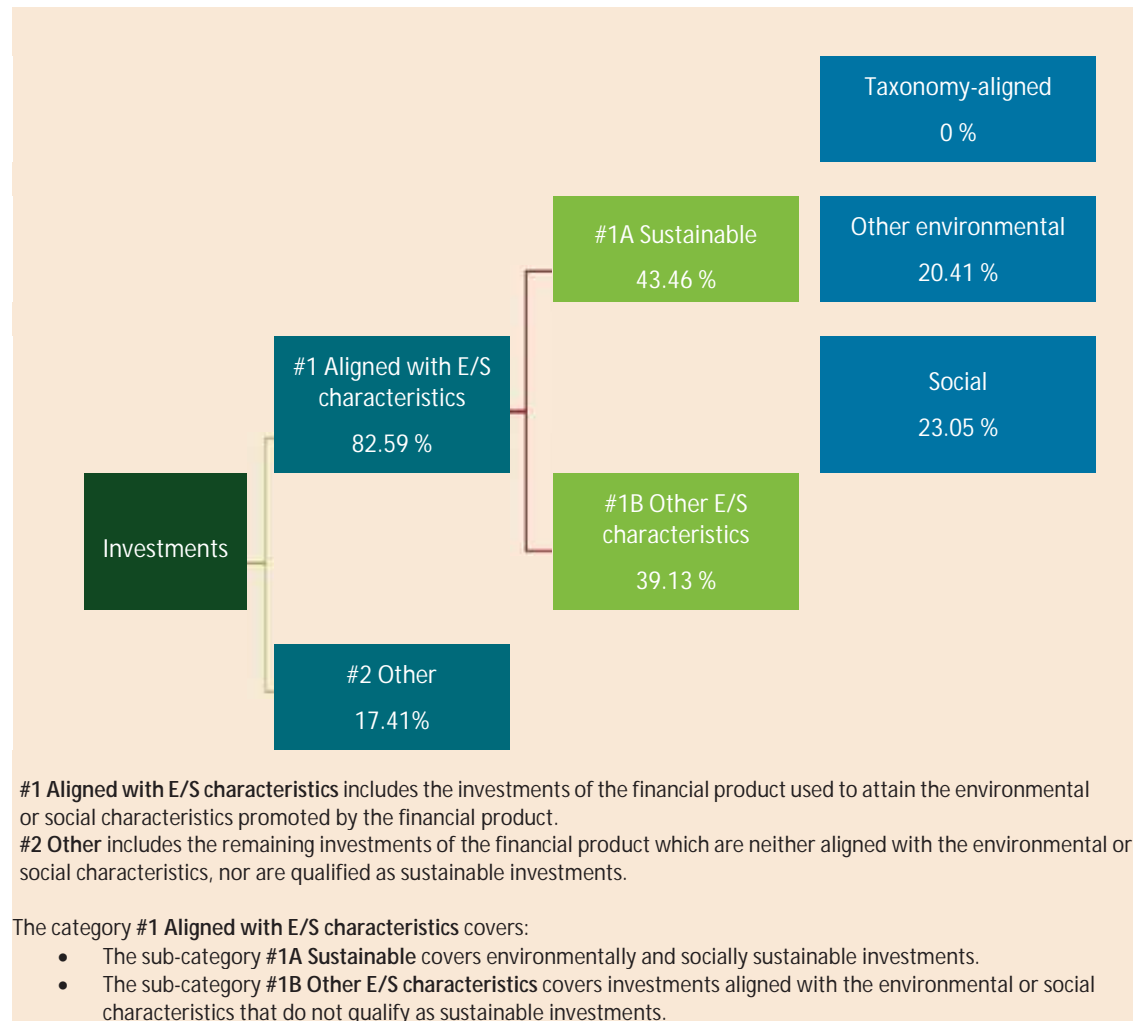 Taxonomy-aligned
0 %
#1A Sustainable
43.46 %
Other environmental
20.41 %
#1 Aligned with E/S
characteristics
82.59 %
Social
23.05 %
Investments
#1B Other E/S
characteristics
39.13 %
#2 Other
17.41%
#1 Aligned with E/S characteristics includes the investments of the financial product used to attain the environmental
or social characteristics promoted by the financial product.
#2 Other includes the remaining investments of the financial product which are neither aligned with the environmental or
social characteristics, nor are qualified as sustainable investments.
The category #1 Aligned with E/S characteristics covers:
• The sub-category #1A Sustainable covers environmentally and socially sustainable investments.
• The sub-category #1B Other E/S characteristics covers investments aligned with the environmental or social
characteristics that do not qualify as sustainable investments.